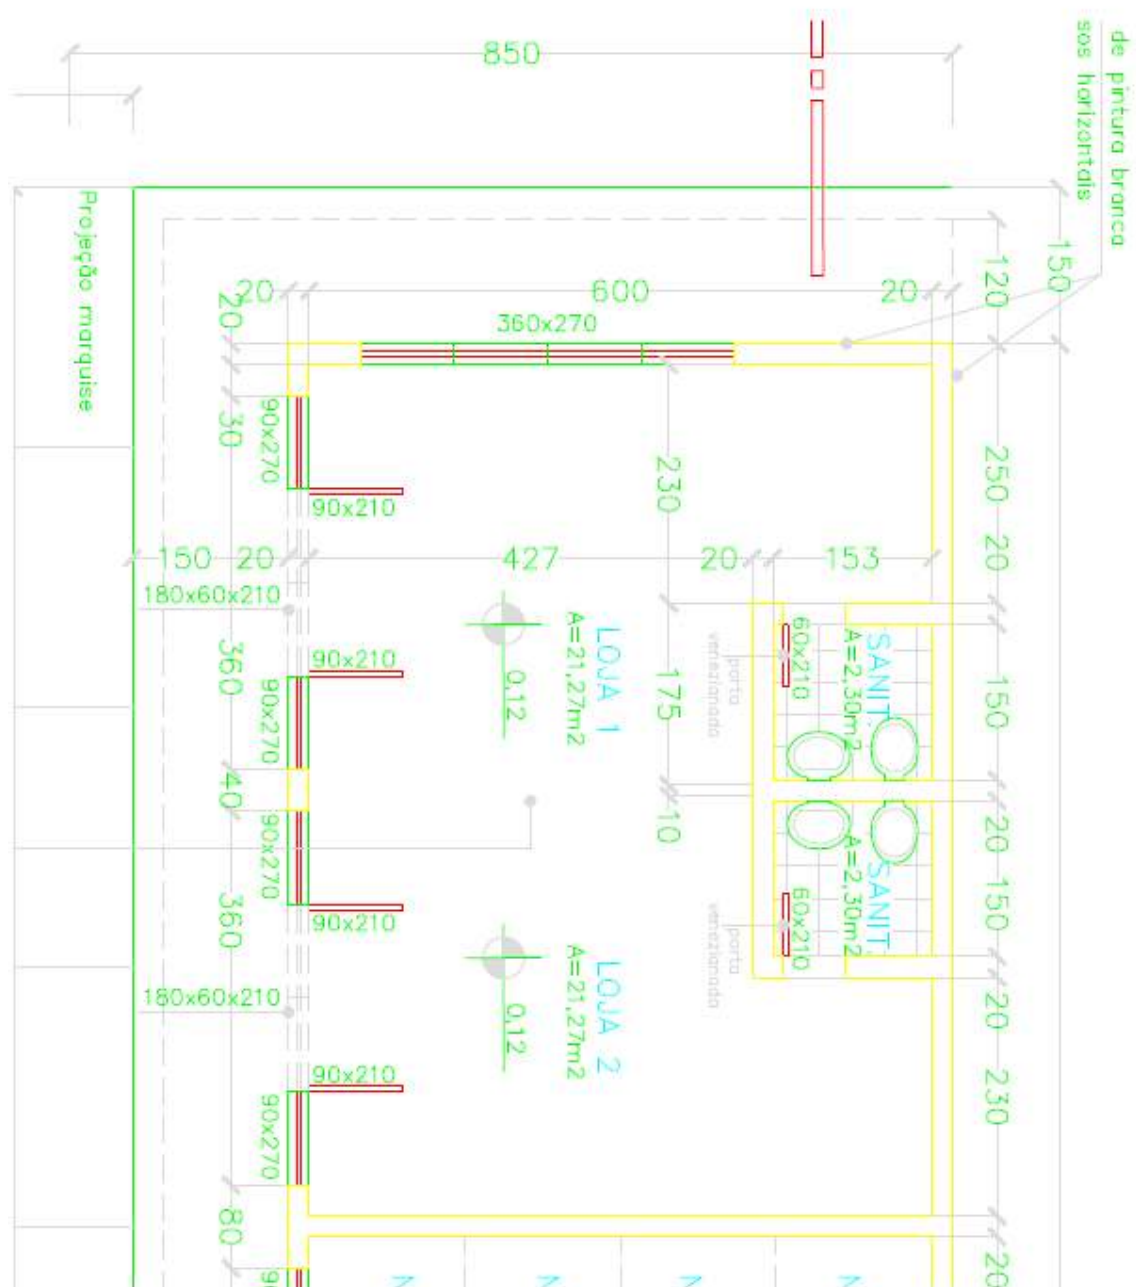 de pintura branca
sos horizontais
850
150
120
Projeção marquise
20
600
20
20
360x270
30
90x270
90x210
230
250
20
150
20
427
20
153
180x60x210
360
90x210
90x270
LOJA 1
A=21,27m2
0,12
porta
venezianada
175
60x210
SANIT.
A=2,30m2
150
40
10
20
90x270
360
90x210
LOJA 2
A=21,27m2
0,12
porta
venezianada
60x210
SANIT.
A=2,30m2
150
20
180x60x210
90x210
90x270
230
80
20